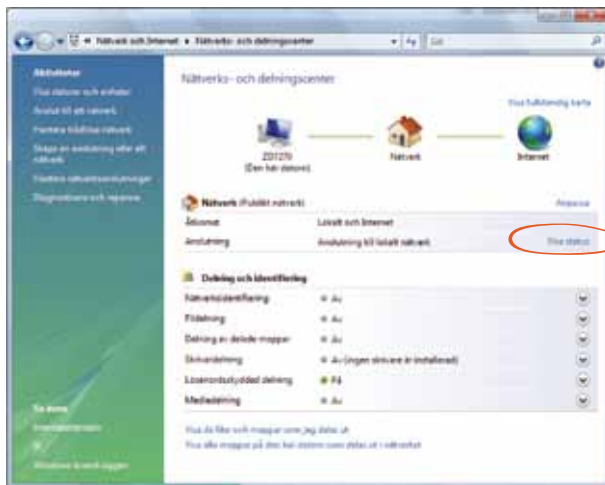 Nätverk och Internet ▸ Nätverks- och delningscenter
Sök
Aktiviteter
Visa datorer och enheter
Anslut till ett nätverk
Hantera trådlösa nätverk
Skapa en anslutning eller ett nätverk
Hantera nätverksanslutningar
Diagnostisera och reparera
Se även
Internetalternativ
Windows-brandväggen
Nätverks- och delningscenter
Visa fullständig karta
ZD1270
(Den här datorn)
Nätverk
Internet
Nätverk (Publikt nätverk)
Anpassa
Åtkomst
Lokalt och Internet
Anslutning
Anslutning till lokalt nätverk
Visa status
Delning och identifiering
Nätverksidentifiering
Av
Fildelning
Av
Delning av delade mappar
Av
Skrivardelning
Av (ingen skrivare är installerad)
Lösenordsskyddad delning
På
Mediedelning
Av
Visa de filer och mappar som jag delar ut
Visa alla mappar på den här datorn som delas ut i nätverket